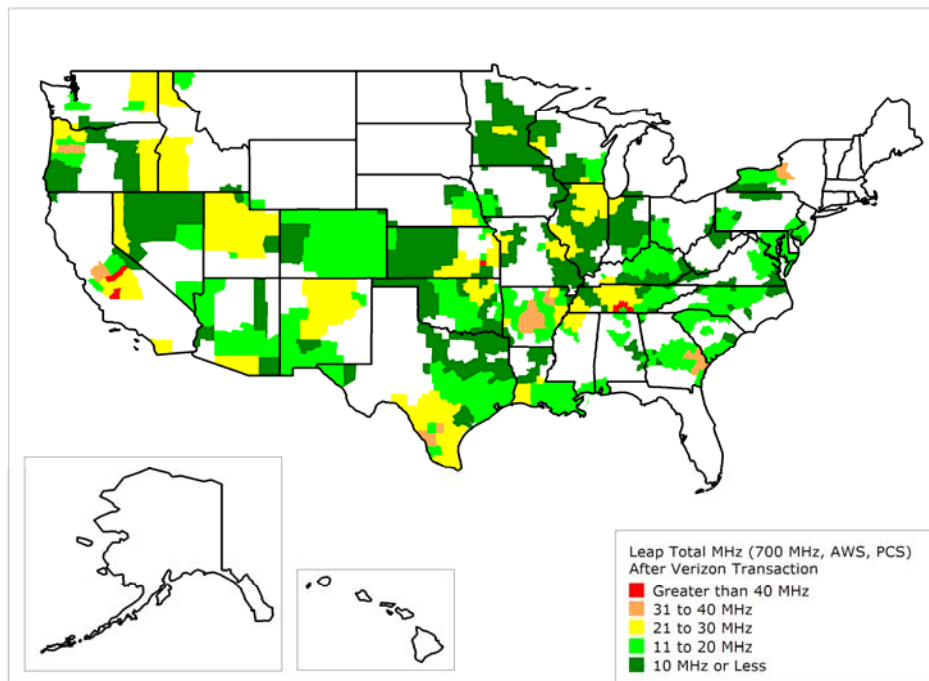 Leap Total MHz (700 MHz, AWS, PCS)
After Verizon Transaction
Greater than 40 MHz
31 to 40 MHz
21 to 30 MHz
11 to 20 MHz
10 MHz or Less